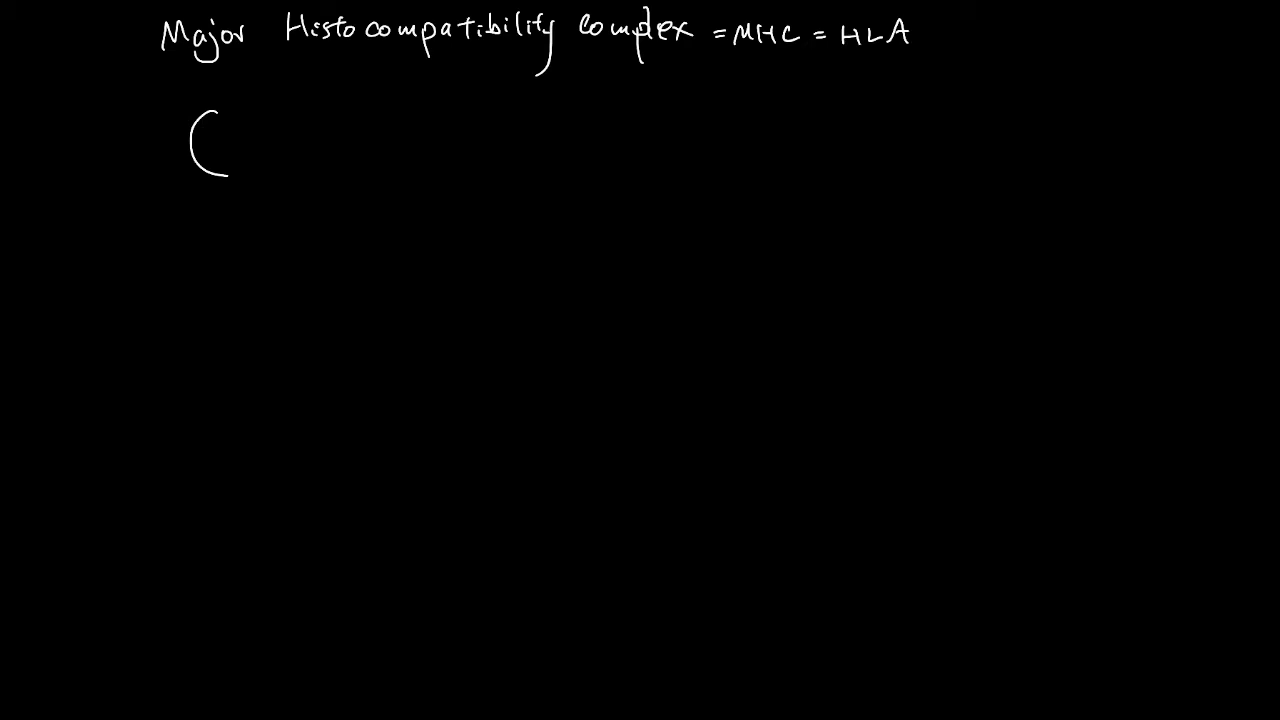 Major Histocompatibility complex = MHC = HLA